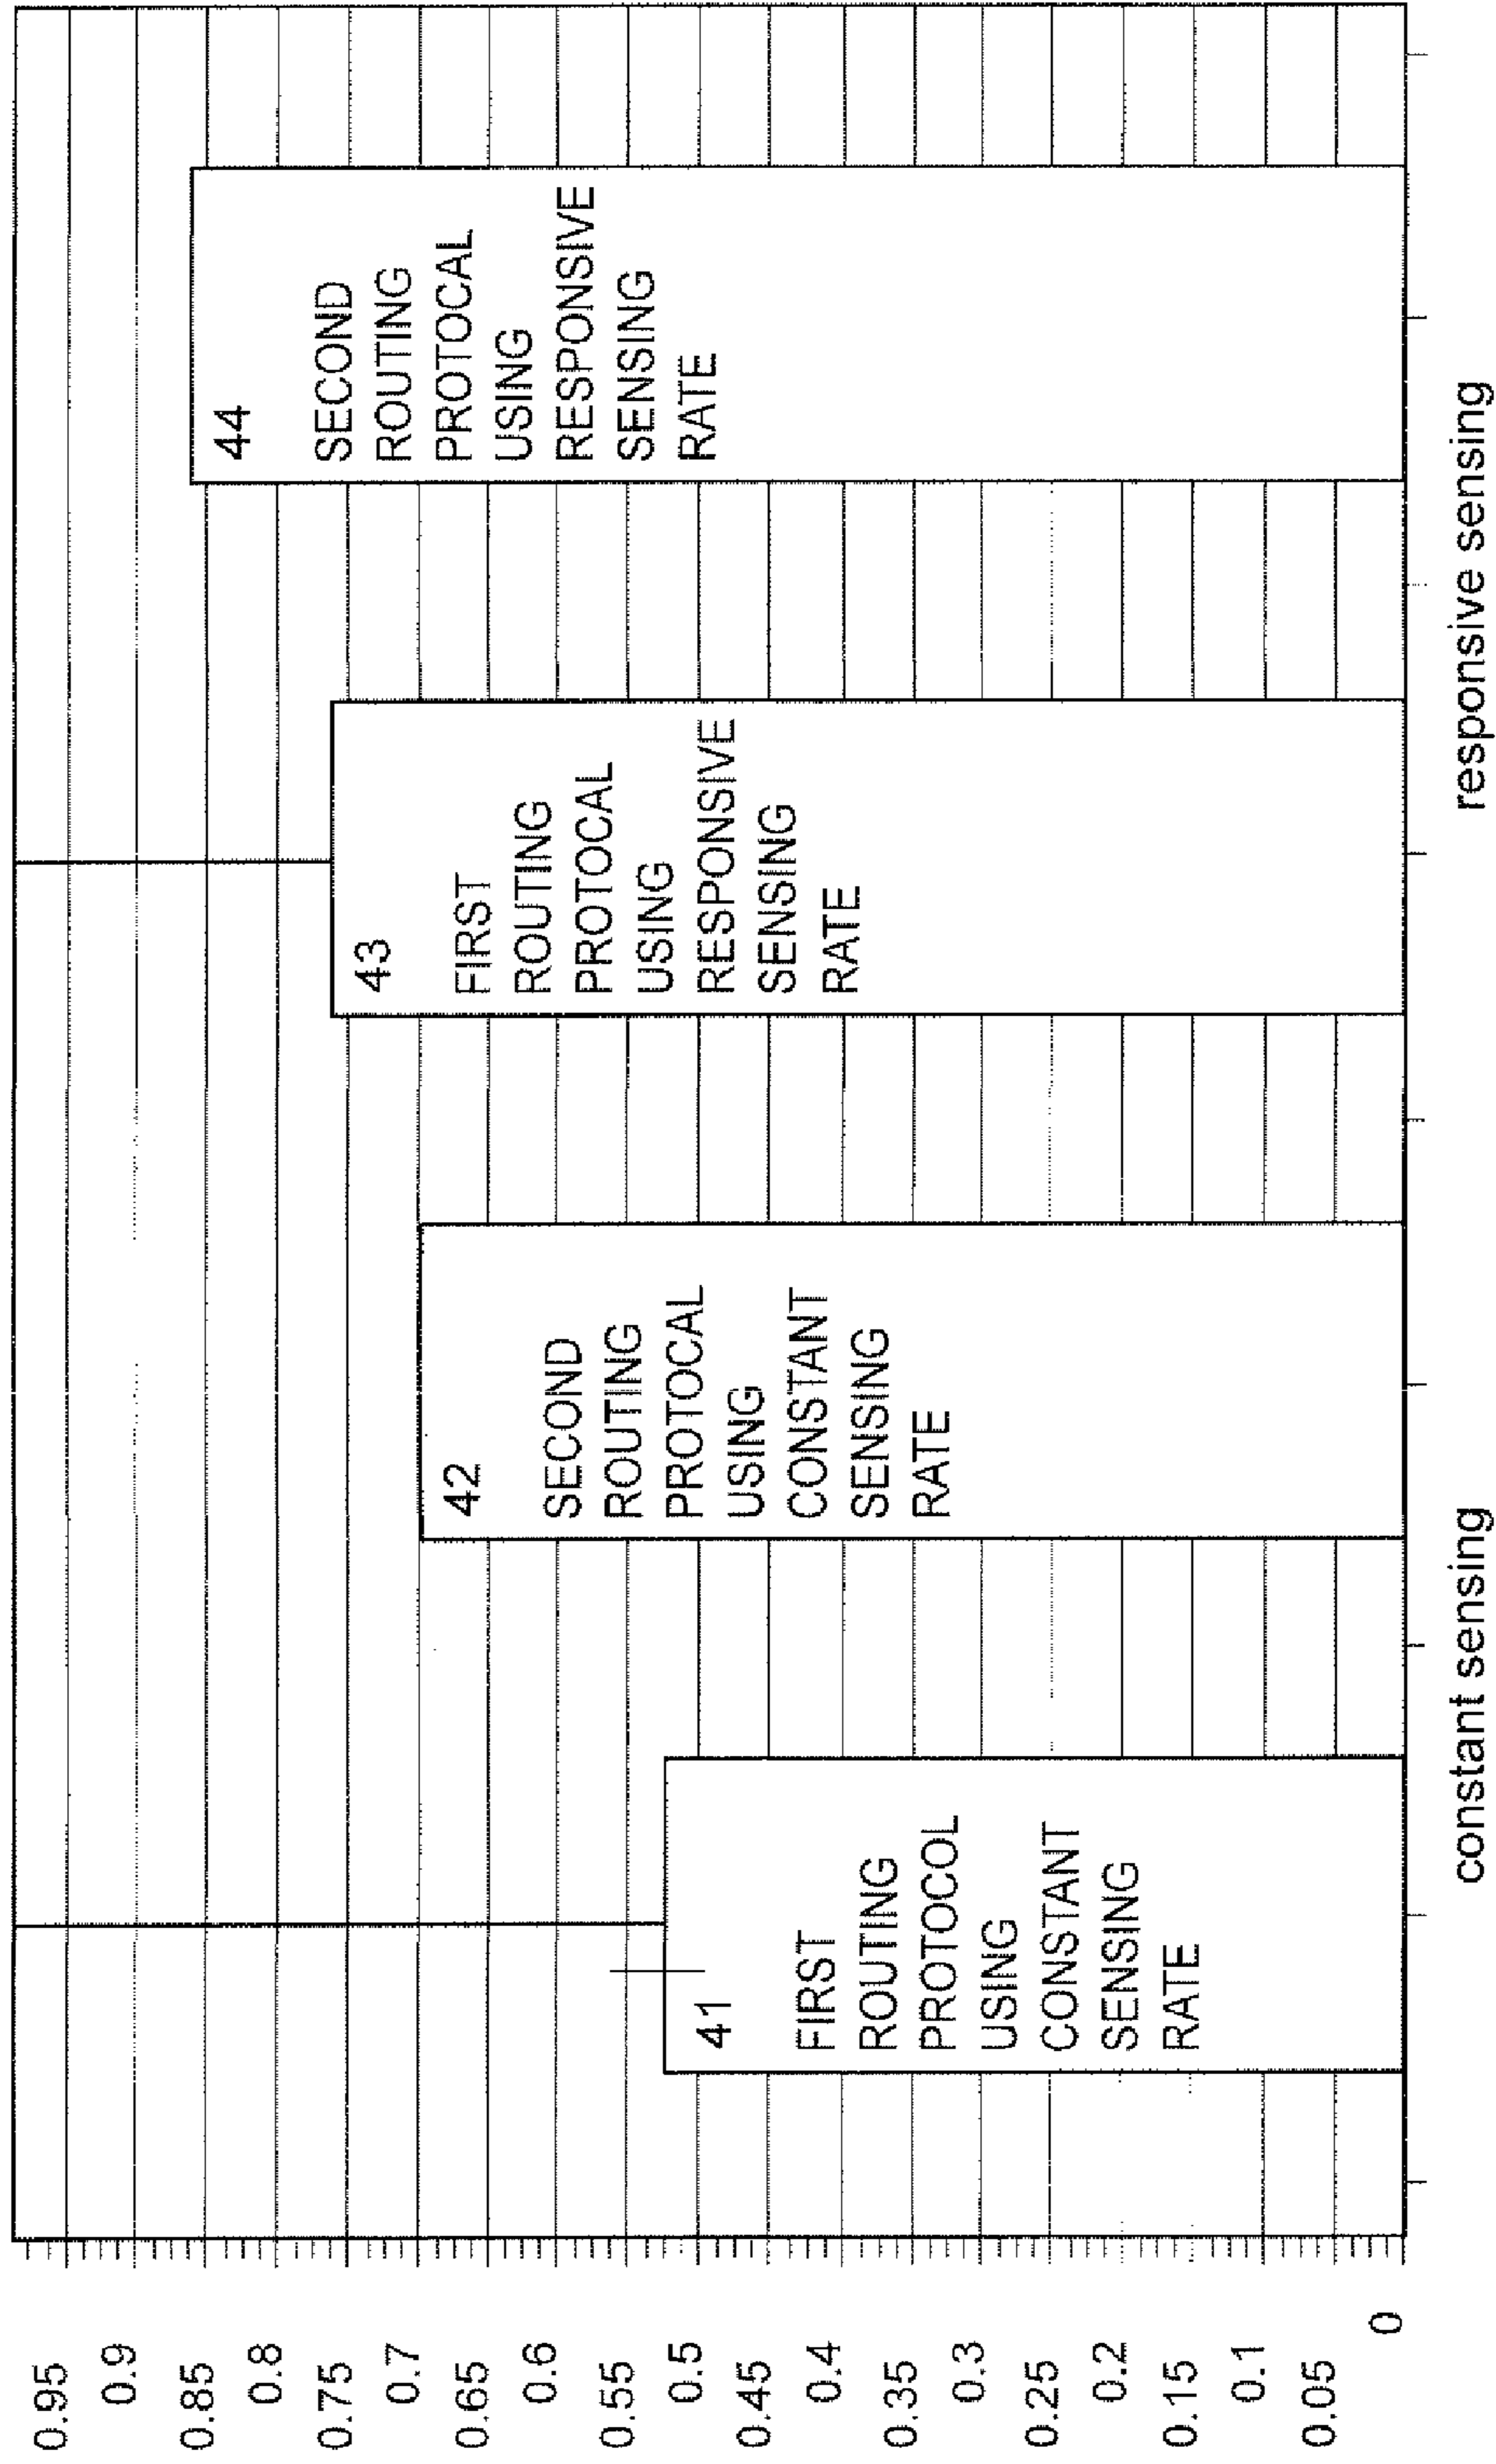 0.95
0.9
0.85
0.8
0.75
0.7
0.65
0.6
0.55
0.5
0.45
0.4
0.35
0.3
0.25
0.2
0.15
0.1
0.05
0
41
FIRST
ROUTING
PROTOCOL
USING
CONSTANT
SENSING
RATE
42
SECOND
ROUTING
PROTOCAL
USING
CONSTANT
SENSING
RATE
43
FIRST
ROUTING
PROTOCAL
USING
RESPONSIVE
SENSING
RATE
44
SECOND
ROUTING
PROTOCAL
USING
RESPONSIVE
SENSING
RATE
constant sensing
responsive sensing